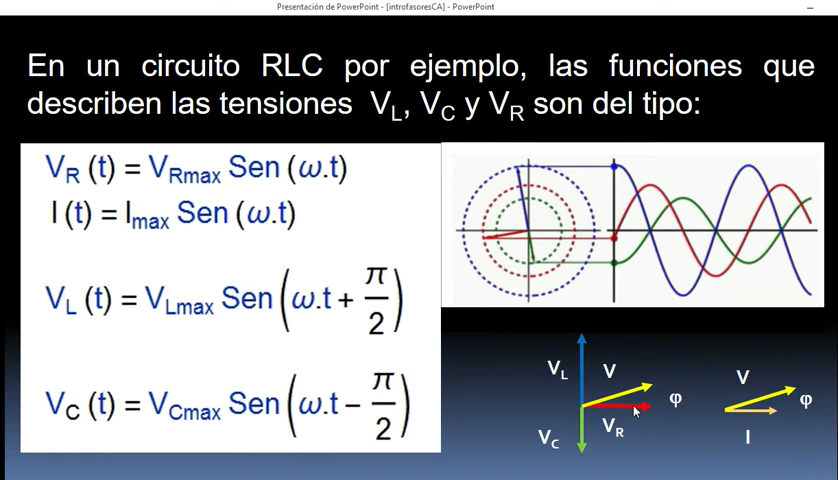 Presentación de PowerPoint - [introfasoresCA] - PowerPoint
En un circuito RLC por ejemplo, las funciones que
describen las tensiones V_L, V_C y V_R son del tipo:
V_R (t) = V_Rmax Sen (ω.t)
I (t) = I_max Sen (ω.t)
V_L (t) = V_Lmax Sen (ω.t + π/2)
V_C (t) = V_Cmax Sen (ω.t − π/2)
V_L V φ
V_C V_R
V φ
I